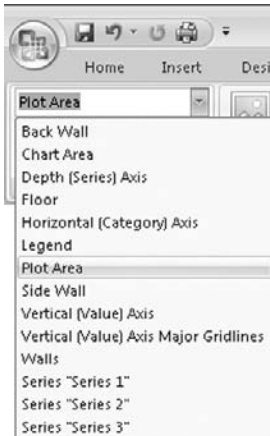 Home Insert Desi
Plot Area
Back Wall
Chart Area
Depth (Series) Axis
Floor
Horizontal (Category) Axis
Legend
Plot Area
Side Wall
Vertical (Value) Axis
Vertical (Value) Axis Major Gridlines
Walls
Series "Series 1"
Series "Series 2"
Series "Series 3"